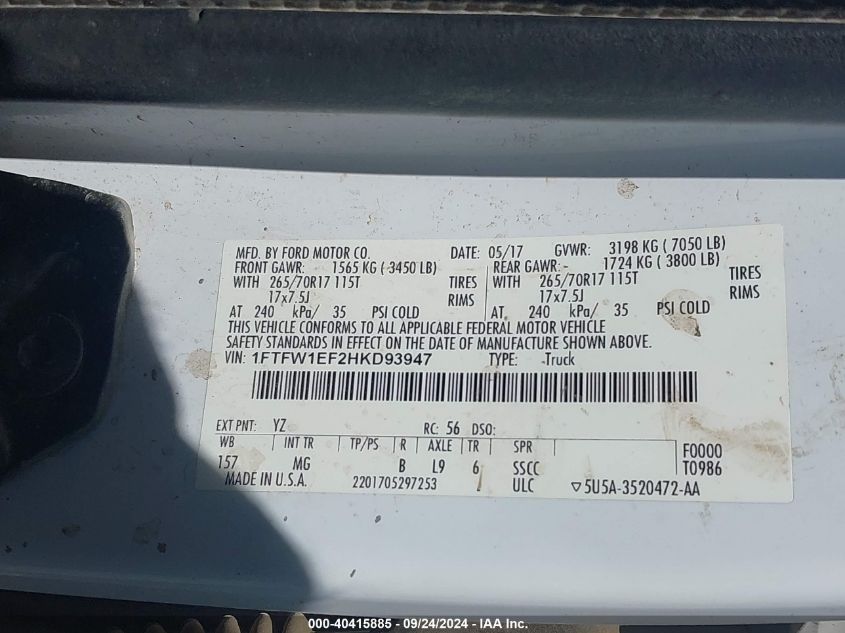 MFD. BY FORD MOTOR CO. DATE: 05/17 GVWR: 3198 KG ( 7050 LB)
FRONT GAWR: 1565 KG ( 3450 LB) REAR GAWR: 1724 KG ( 3800 LB)
WITH 265/70R17 115T TIRES WITH 265/70R17 115T TIRES
17x7.5J RIMS 17x7.5J RIMS
AT 240 kPa/ 35 PSI COLD AT 240 kPa/ 35 PSI COLD
THIS VEHICLE CONFORMS TO ALL APPLICABLE FEDERAL MOTOR VEHICLE
SAFETY STANDARDS IN EFFECT ON THE DATE OF MANUFACTURE SHOWN ABOVE.
VIN: 1FTFW1EF2HKD93947 TYPE: Truck
EXT PNT: YZ RC: 56 DSO:
WB INT TR TP/PS R AXLE TR SPR F0000
157 MG B L9 6 SSCC T0986
MADE IN U.S.A. 2201705297253 ULC ▽5U5A-3520472-AA
000-40415885 - 09/24/2024 - IAA Inc.